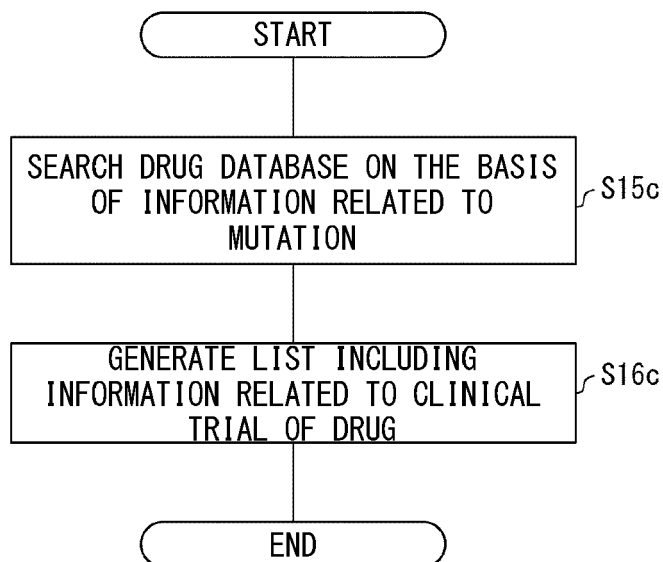 START
SEARCH DRUG DATABASE ON THE BASIS
OF INFORMATION RELATED TO
MUTATION
S15c
GENERATE LIST INCLUDING
INFORMATION RELATED TO CLINICAL
TRIAL OF DRUG
S16c
END